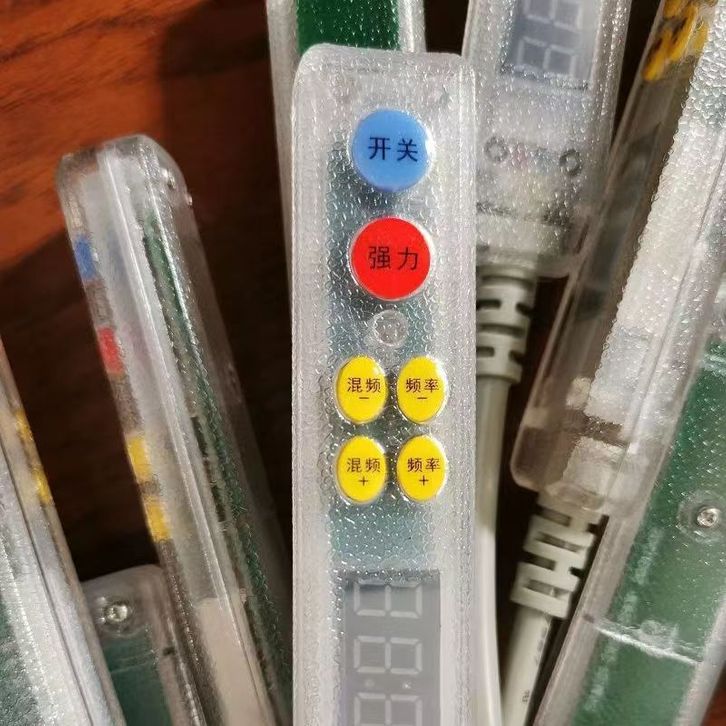 开关
强力
混频 频率
- -
混频 频率
+ +